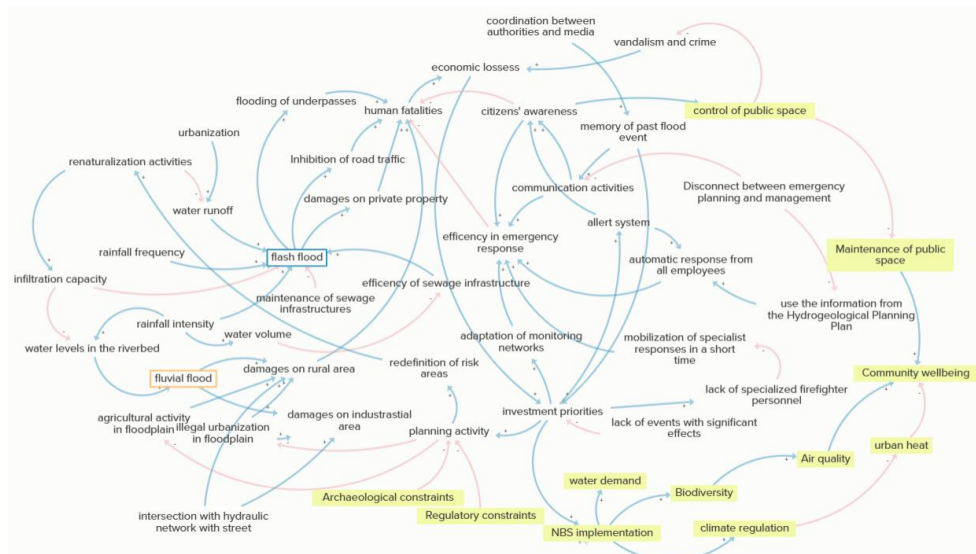 coordination between
authorities and media
vandalism and crime
economic lossess
flooding of underpasses
human fatalities
citizens' awareness
control of public space
urbanization
memory of past flood
event
renaturalization activities
Inhibition of road traffic
communication activities
Disconnect between emergency
planning and management
damages on private property
water runoff
allert system
efficency in emergency
response
rainfall frequency
flash flood
automatic response from
all employees
Maintenance of public
space
infiltration capacity
efficency of sewage infrastructure
maintenance of sewage
infrastructures
use the information from
the Hydrogeological Planning
Plan
rainfall intensity
water volume
adaptation of monitoring
networks
mobilization of specialist
responses in a short
time
water levels in the riverbed
redefinition of risk
areas
damages on rural area
fluvial flood
Community wellbeing
lack of specialized firefighter
personnel
agricultural activity
in floodplain
illegal urbanization
in floodplain
damages on industrastial
area
planning activity
investment priorities
lack of events with significant
effects
urban heat
Air quality
water demand
Biodiversity
Archaeological constraints
Regulatory constraints
intersection with hydraulic
network with street
NBS implementation
climate regulation